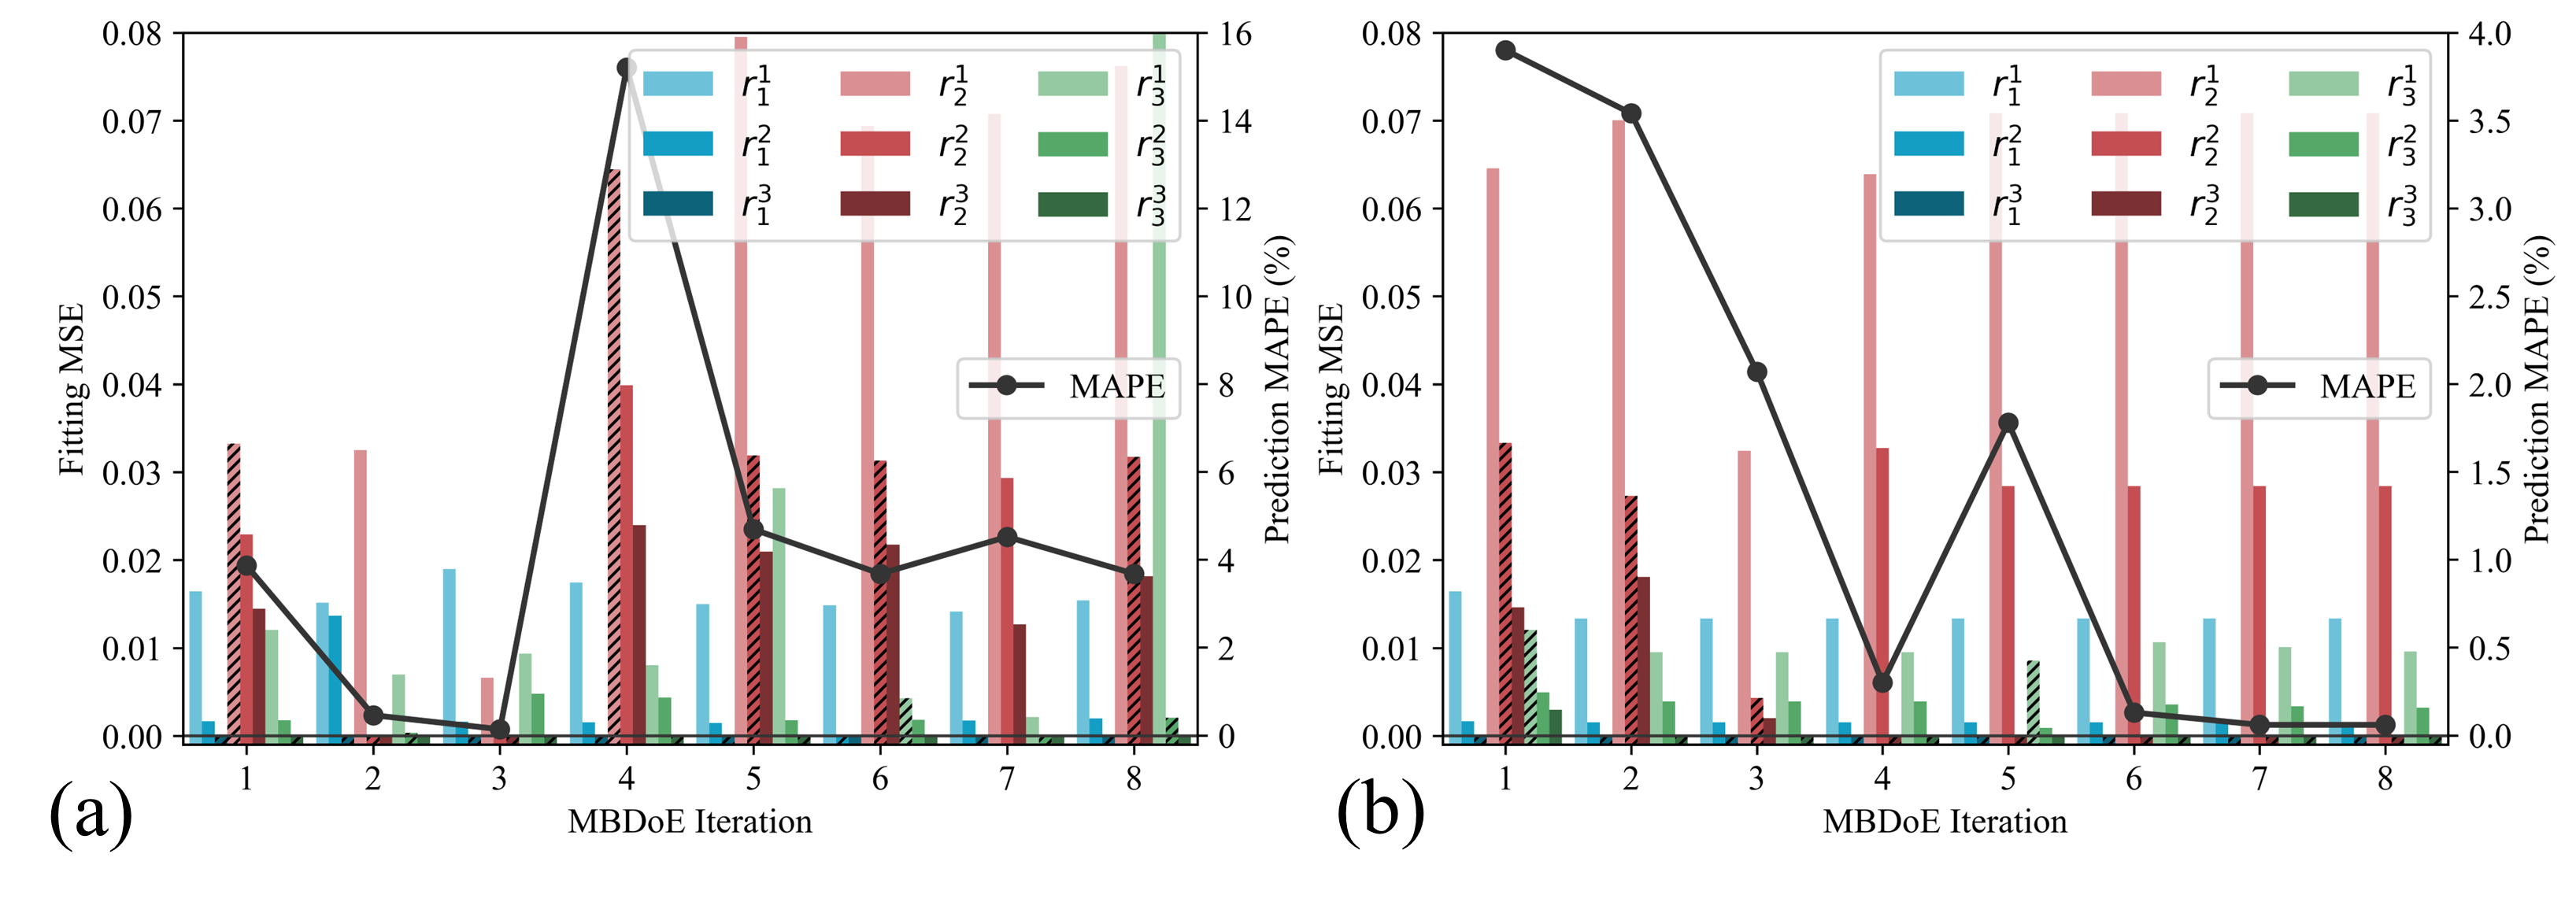 0.08
0.07
0.06
0.05
0.04
0.03
0.02
0.01
0.00
Fitting MSE
16
14
12
10
8
6
4
2
0
Prediction MAPE (%)
r₁¹ r₂¹ r₃¹
r₁² r₂² r₃²
r₁³ r₂³ r₃³
MAPE
1 2 3 4 5 6 7 8
MBDoE Iteration
(a)
0.08
0.07
0.06
0.05
0.04
0.03
0.02
0.01
0.00
Fitting MSE
4.0
3.5
3.0
2.5
2.0
1.5
1.0
0.5
0.0
Prediction MAPE (%)
r₁¹ r₂¹ r₃¹
r₁² r₂² r₃²
r₁³ r₂³ r₃³
MAPE
1 2 3 4 5 6 7 8
MBDoE Iteration
(b)